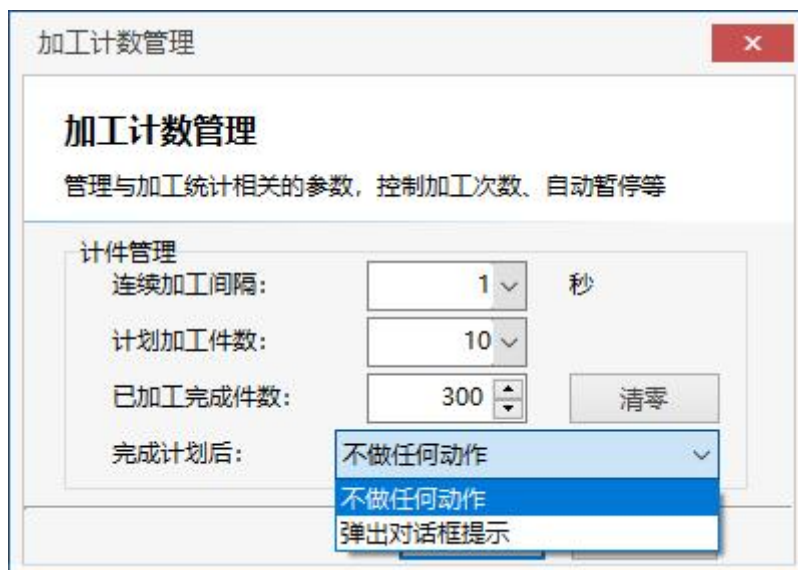 加工计数管理
加工计数管理
管理与加工统计相关的参数，控制加工次数、自动暂停等
计件管理
连续加工间隔： 1 秒
计划加工件数： 10
已加工完成件数： 300 清零
完成计划后： 不做任何动作
不做任何动作
弹出对话框提示